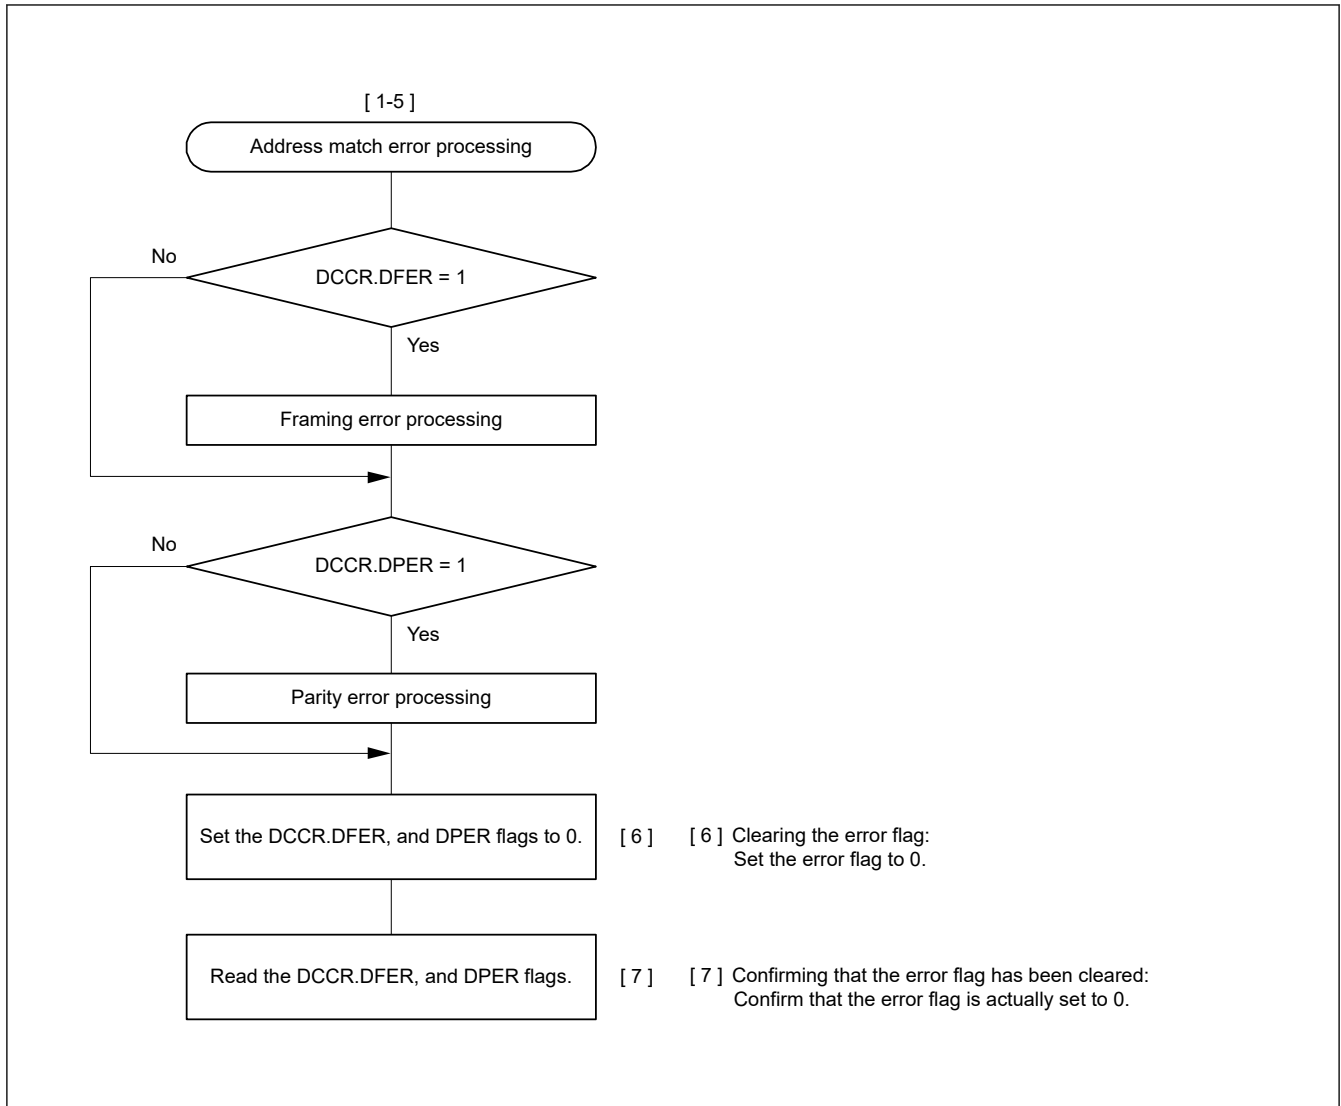 [ 1-5 ]
Address match error processing
No
DCCR.DFER = 1
Yes
Framing error processing
No
DCCR.DPER = 1
Yes
Parity error processing
Set the DCCR.DFER, and DPER flags to 0.
[ 6 ]
[ 6 ] Clearing the error flag:
Set the error flag to 0.
Read the DCCR.DFER, and DPER flags.
[ 7 ]
[ 7 ] Confirming that the error flag has been cleared:
Confirm that the error flag is actually set to 0.